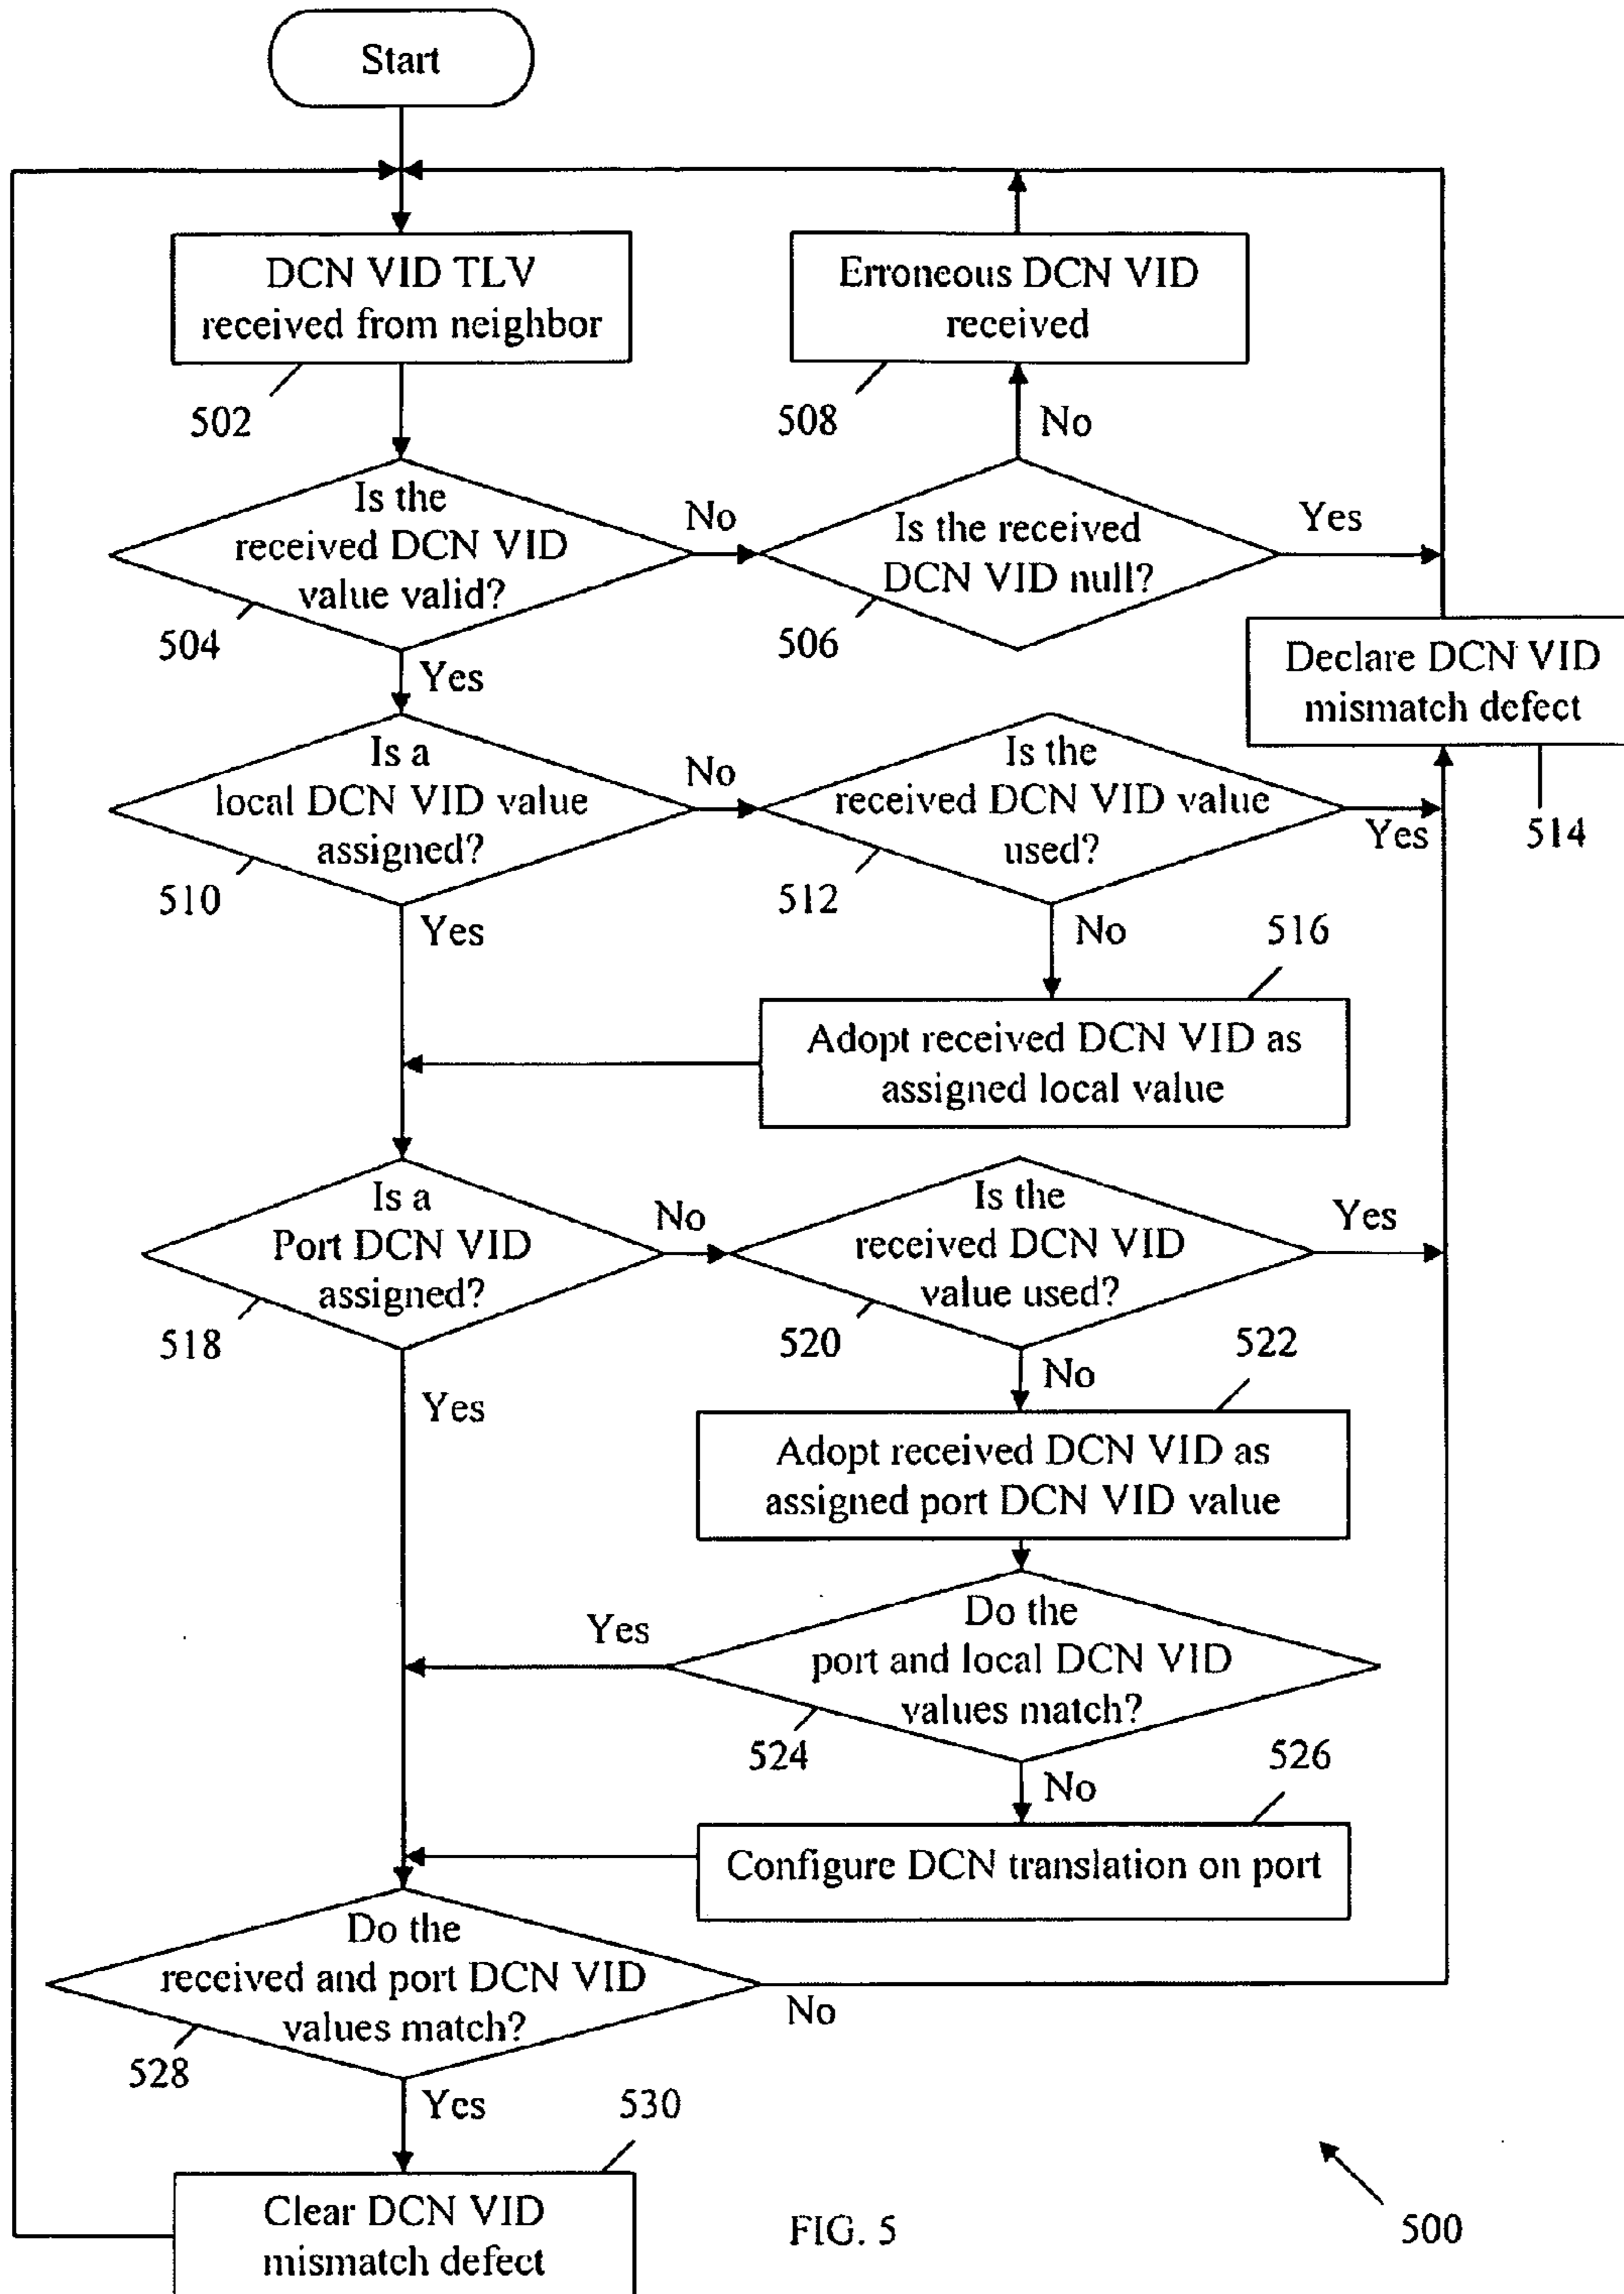 Start
DCN VID TLV
received from neighbor
502
Erroneous DCN VID
received
508
No
Is the
received DCN VID
value valid?
504
No
Is the received
DCN VID null?
506
Yes
Yes
Declare DCN VID
mismatch defect
514
Is a
local DCN VID value
assigned?
510
No
Is the
received DCN VID value
used?
512
Yes
Yes
No
516
Adopt received DCN VID as
assigned local value
Is a
Port DCN VID
assigned?
518
No
Is the
received DCN VID
value used?
520
Yes
No
522
Yes
Adopt received DCN VID as
assigned port DCN VID value
Do the
port and local DCN VID
values match?
524
Yes
No
526
Configure DCN translation on port
Do the
received and port DCN VID
values match?
528
No
Yes
530
Clear DCN VID
mismatch defect
FIG. 5
500